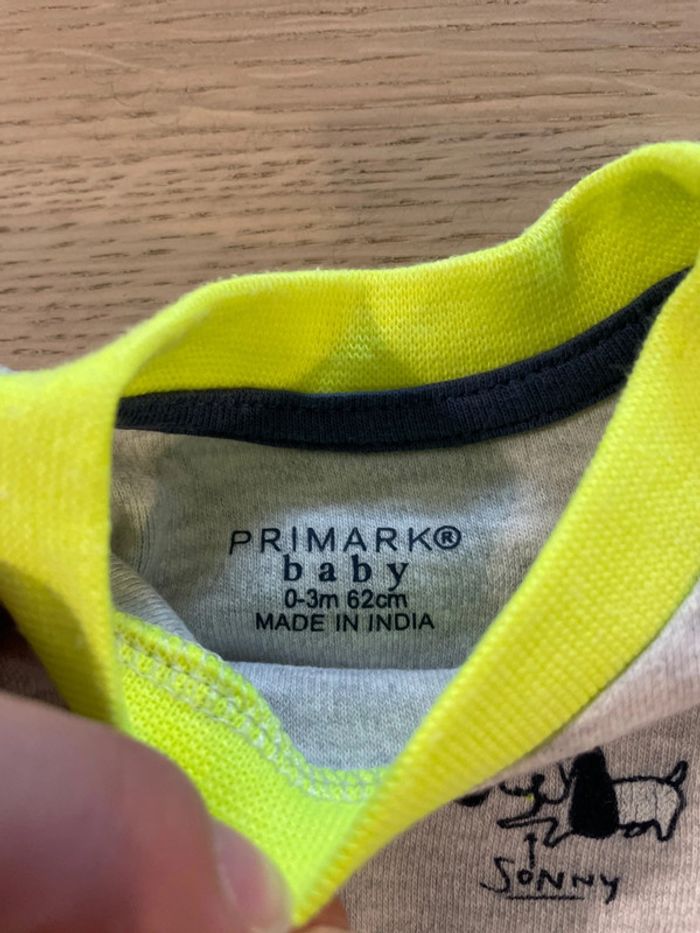 PRIMARK®
baby
0-3m 62cm
MADE IN INDIA
SONNY